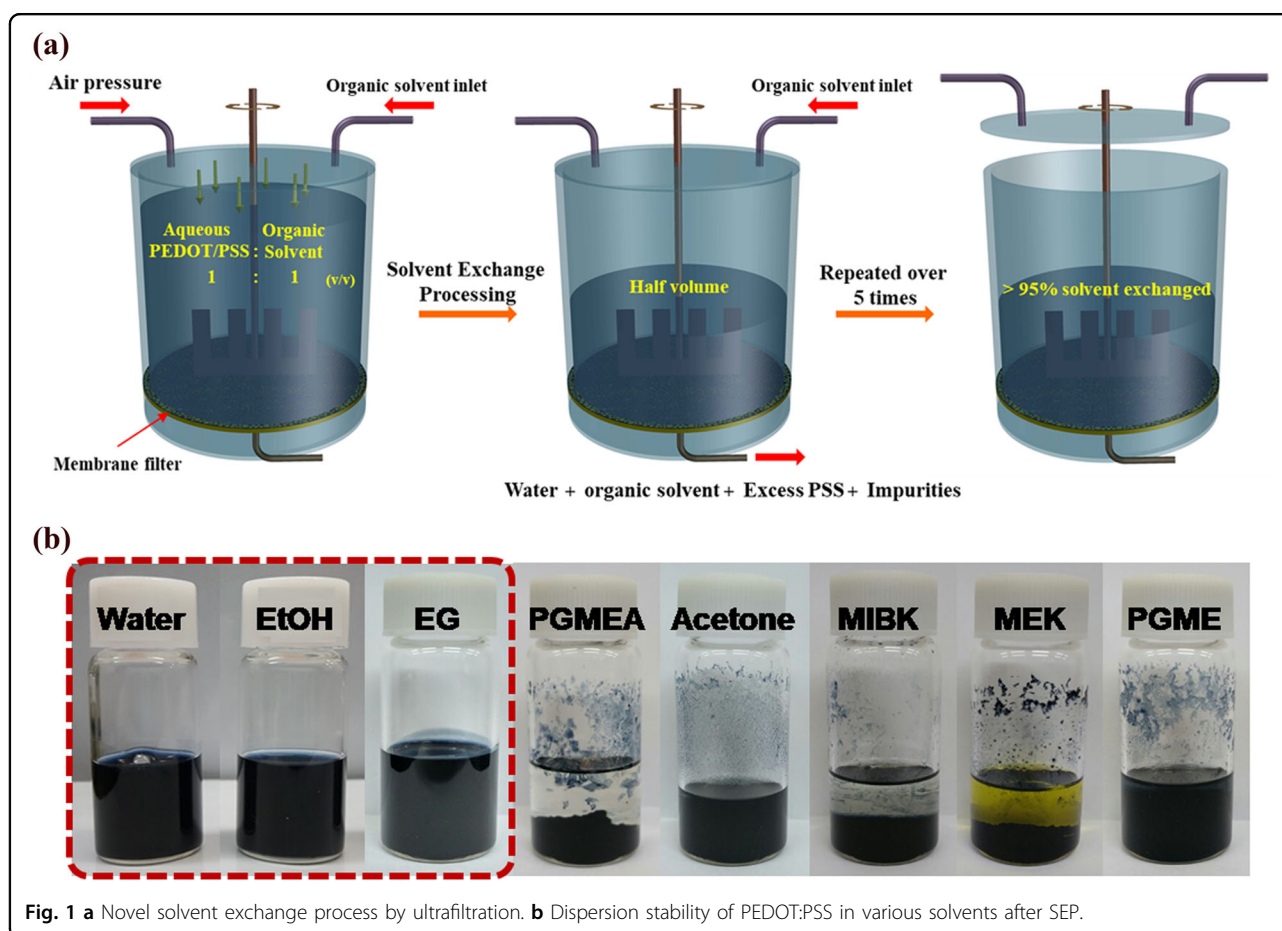 (a)
Air pressure
Organic solvent inlet
Organic solvent inlet
Aqueous Organic
PEDOT/PSS : Solvent
1 : 1 (v/v)
Solvent Exchange
Processing
Half volume
Repeated over
5 times
> 95% solvent exchanged
Membrane filter
Water + organic solvent + Excess PSS + Impurities
(b)
Water
EtOH
EG
PGMEA
Acetone
MIBK
MEK
PGME
Fig. 1 a Novel solvent exchange process by ultrafiltration. b Dispersion stability of PEDOT:PSS in various solvents after SEP.